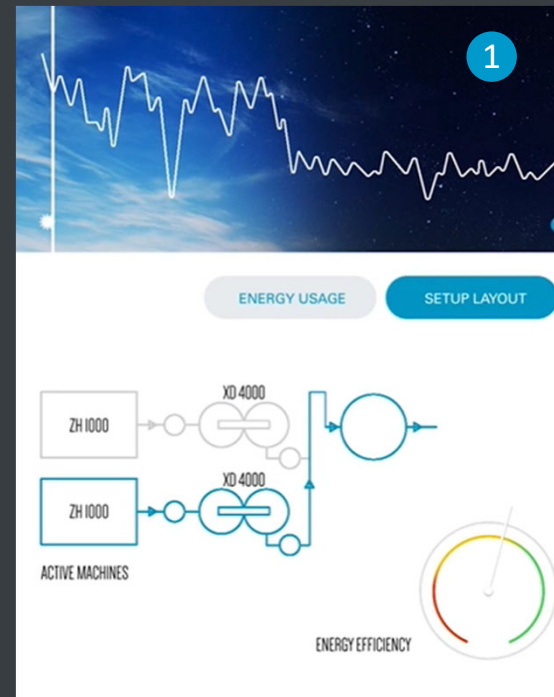 1
ENERGY USAGE
SETUP LAYOUT
XD 4000
ZH 1000
XD 4000
ZH 1000
ACTIVE MACHINES
ENERGY EFFICIENCY